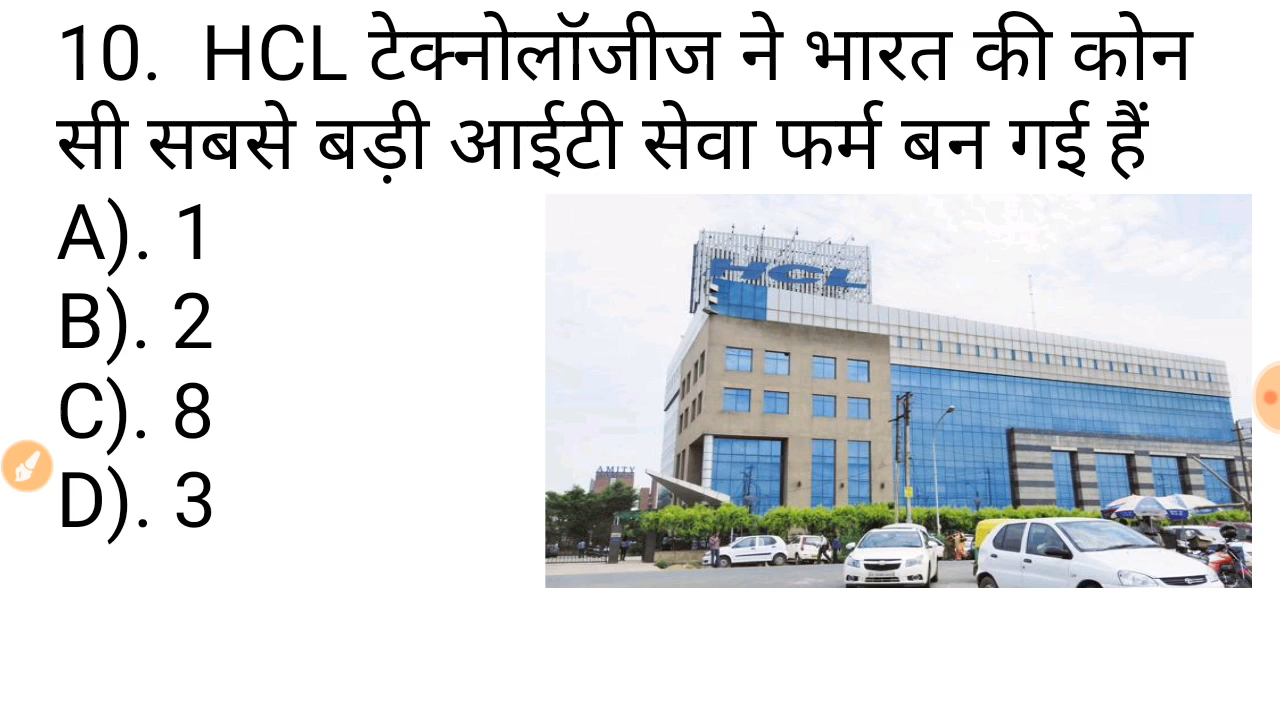 10. HCL टेक्नोलॉजीज ने भारत की कोन
सी सबसे बड़ी आईटी सेवा फर्म बन गई हैं
A). 1
B). 2
C). 8
D). 3
HCL
AMITY